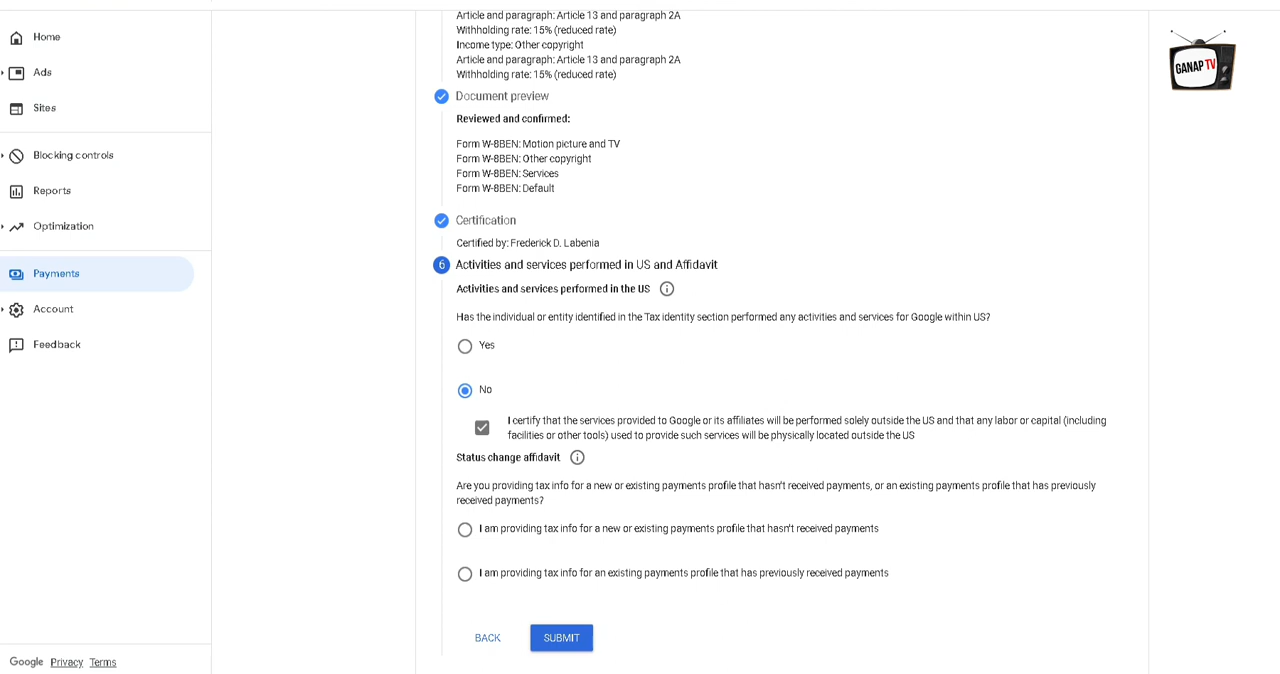 Home
Ads
Sites
Blocking controls
Reports
Optimization
Payments
Account
Feedback
Google Privacy Terms
Article and paragraph: Article 13 and paragraph 2A
Withholding rate: 15% (reduced rate)
Income type: Other copyright
Article and paragraph: Article 13 and paragraph 2A
Withholding rate: 15% (reduced rate)
Document preview
Reviewed and confirmed:
Form W-8BEN: Motion picture and TV
Form W-8BEN: Other copyright
Form W-8BEN: Services
Form W-8BEN: Default
Certification
Certified by: Frederick D. Labenia
6 Activities and services performed in US and Affidavit
Activities and services performed in the US
Has the individual or entity identified in the Tax identity section performed any activities and services for Google within US?
Yes
No
I certify that the services provided to Google or its affiliates will be performed solely outside the US and that any labor or capital (including
facilities or other tools) used to provide such services will be physically located outside the US
Status change affidavit
Are you providing tax info for a new or existing payments profile that hasn't received payments, or an existing payments profile that has previously
received payments?
I am providing tax info for a new or existing payments profile that hasn't received payments
I am providing tax info for an existing payments profile that has previously received payments
BACK SUBMIT
GANAP TV